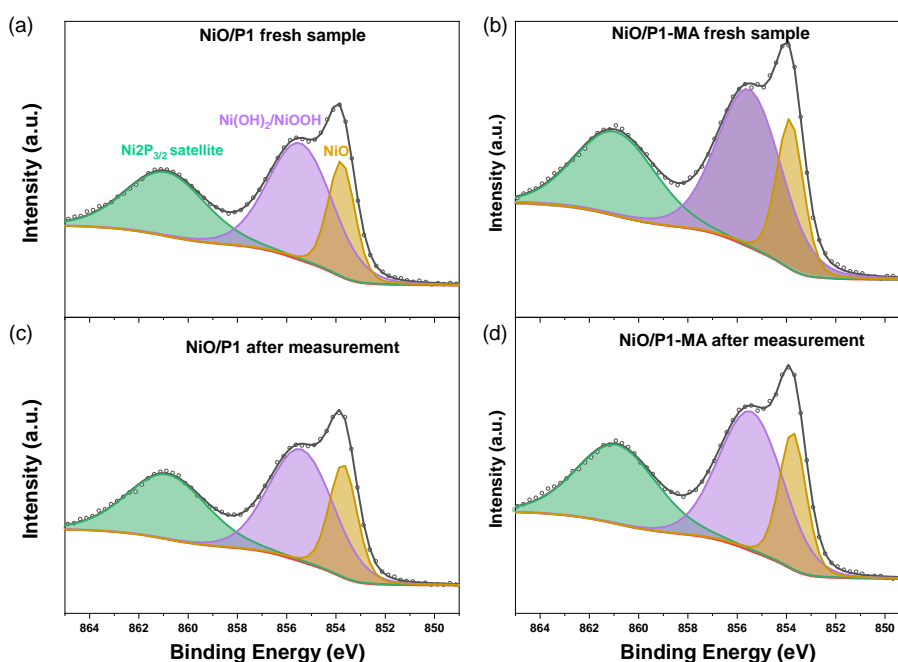 (a)
NiO/P1 fresh sample
Ni2P3/2 satellite
Ni(OH)2/NiOOH
NiO
Intensity (a.u.)
(b)
NiO/P1-MA fresh sample
Intensity (a.u.)
(c)
NiO/P1 after measurement
Intensity (a.u.)
864 862 860 858 856 854 852 850
Binding Energy (eV)
(d)
NiO/P1-MA after measurement
Intensity (a.u.)
864 862 860 858 856 854 852 850
Binding Energy (eV)